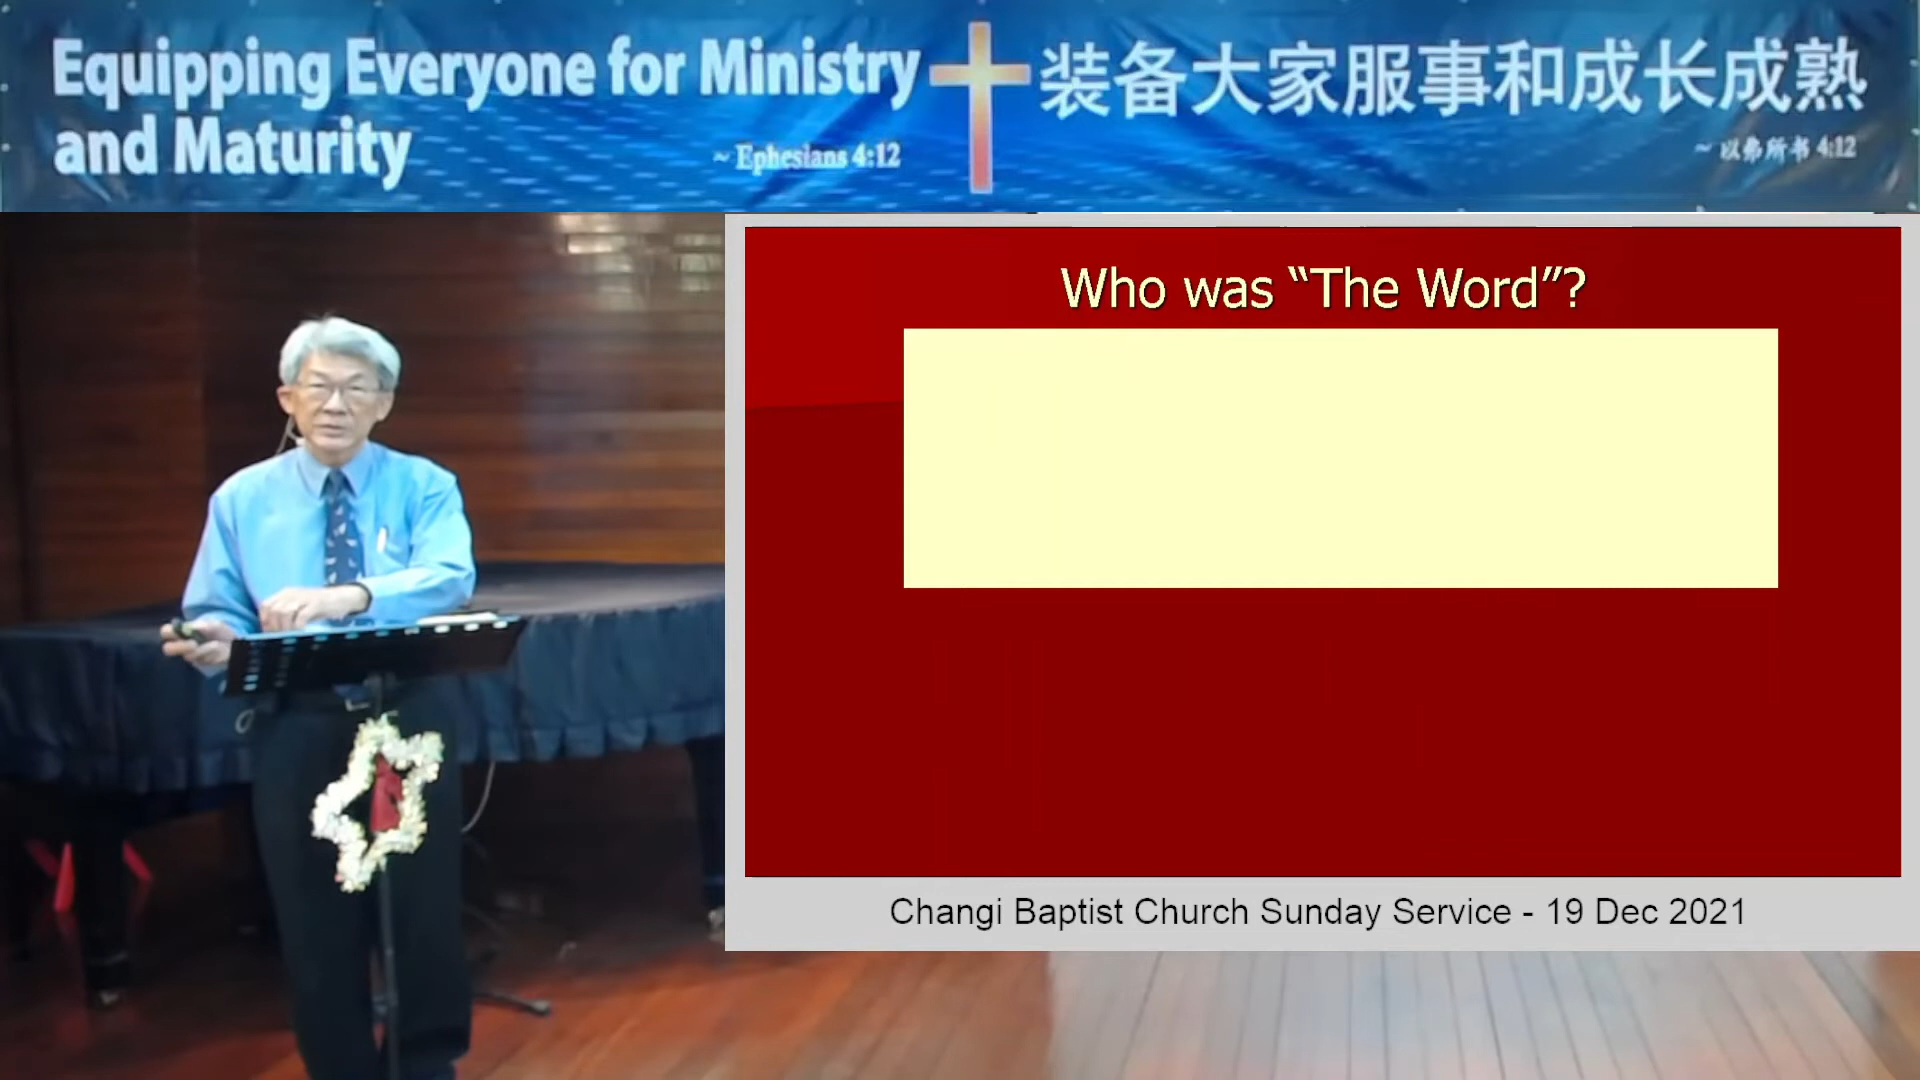 Equipping Everyone for Ministry
and Maturity
~ Ephesians 4:12
装备大家服事和成长成熟
~ 以弗所书 4:12
Who was “The Word”?
Changi Baptist Church Sunday Service - 19 Dec 2021